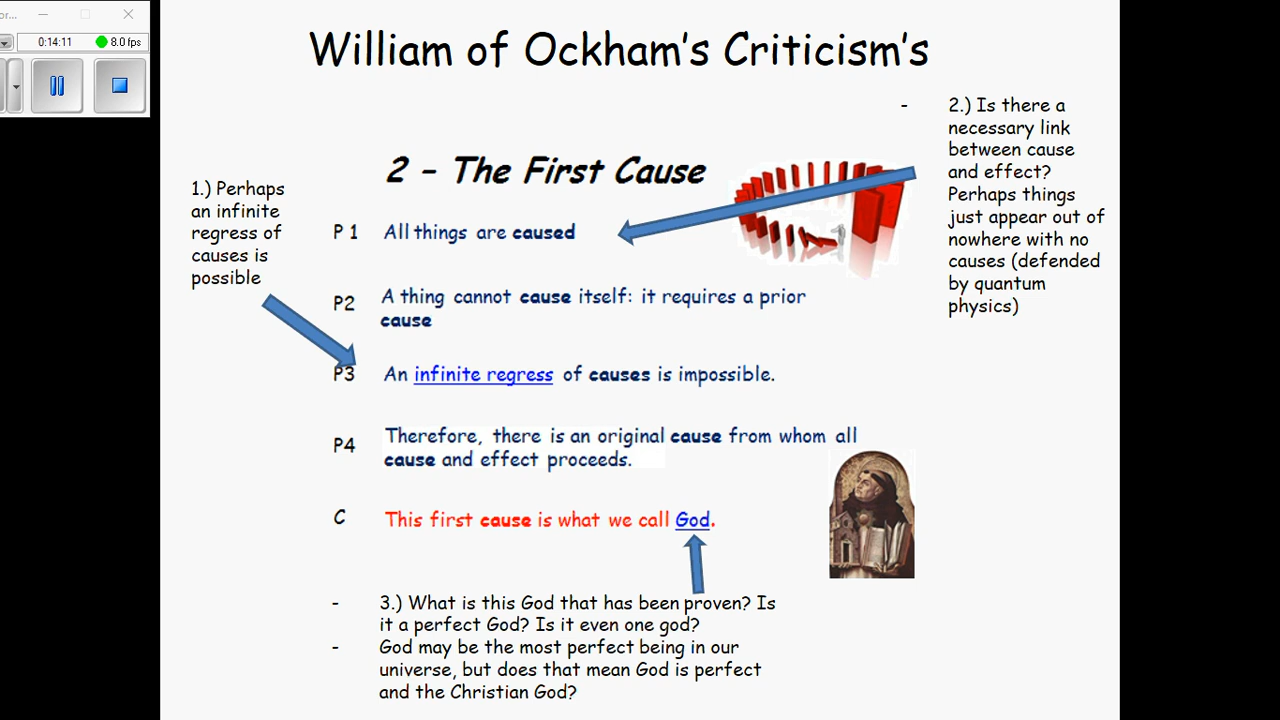 or...
0:14:11 8.0 fps
William of Ockham's Criticism's
- 2.) Is there a
necessary link
between cause
and effect?
Perhaps things
just appear out of
nowhere with no
causes (defended
by quantum
physics)
2 – The First Cause
1.) Perhaps
an infinite
regress of
causes is
possible
P 1 All things are caused
P2 A thing cannot cause itself: it requires a prior
cause
P3 An infinite regress of causes is impossible.
P4 Therefore, there is an original cause from whom all
cause and effect proceeds.
C This first cause is what we call God.
- 3.) What is this God that has been proven? Is
it a perfect God? Is it even one god?
- God may be the most perfect being in our
universe, but does that mean God is perfect
and the Christian God?